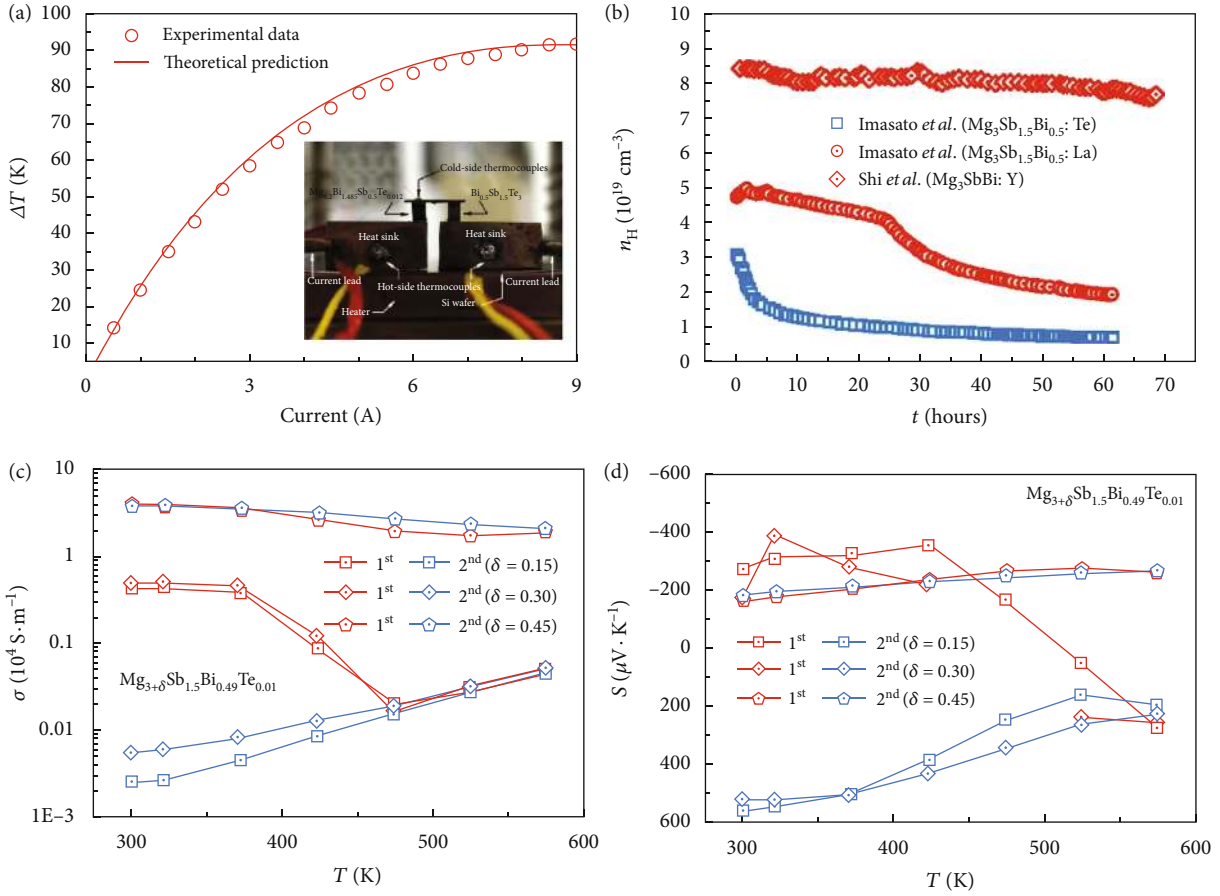 (a)
100
90
80
70
60
50
40
30
20
10
ΔT (K)
Experimental data
Theoretical prediction
Cold-side thermocouples
Bi0.5Sb1.5Te3
Heat sink
Heat sink
Current lead
Hot-side thermocouples
Current lead
Heater
Si wafer
0 3 6 9
Current (A)
(b)
10
9
8
7
6
5
4
3
2
1
0
nH (10^19 cm^−3)
Imasato et al. (Mg3Sb1.5Bi0.5: Te)
Imasato et al. (Mg3Sb1.5Bi0.5: La)
Shi et al. (Mg3SbBi: Y)
0 10 20 30 40 50 60 70
t (hours)
(c)
10
1
0.1
0.01
1E−3
σ (10^4 S·m^−1)
1st 2nd (δ = 0.15)
1st 2nd (δ = 0.30)
1st 2nd (δ = 0.45)
Mg3+δSb1.5Bi0.49Te0.01
300 400 500 600
T (K)
(d)
−600
−400
−200
0
200
400
600
S (μV · K^−1)
Mg3+δSb1.5Bi0.49Te0.01
1st 2nd (δ = 0.15)
1st 2nd (δ = 0.30)
1st 2nd (δ = 0.45)
300 400 500 600
T (K)